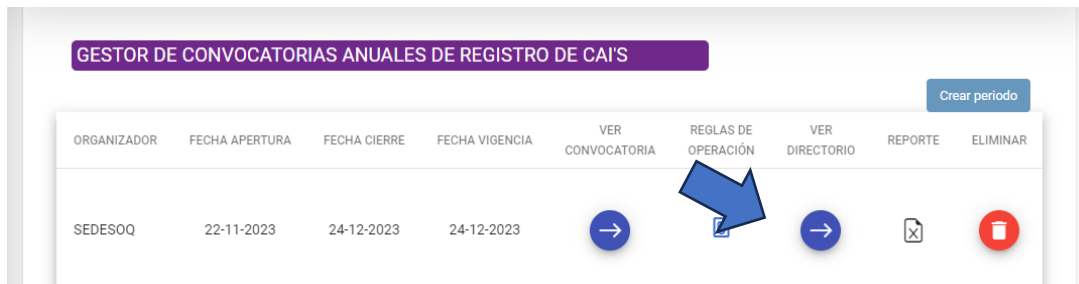 GESTOR DE CONVOCATORIAS ANUALES DE REGISTRO DE CAI'S
Crear periodo
ORGANIZADOR FECHA APERTURA FECHA CIERRE FECHA VIGENCIA VER CONVOCATORIA REGLAS DE OPERACIÓN VER DIRECTORIO REPORTE ELIMINAR
SEDESOQ 22-11-2023 24-12-2023 24-12-2023